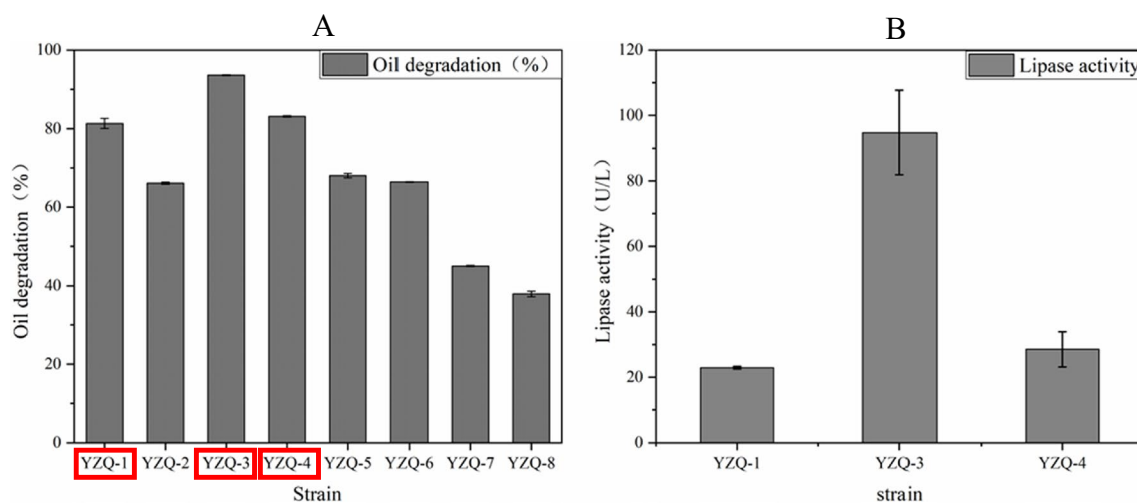 A
Oil degradation（%）
100
80
60
40
20
0
Oil degradation（%）
YZQ-1 YZQ-2 YZQ-3 YZQ-4 YZQ-5 YZQ-6 YZQ-7 YZQ-8
Strain
B
Lipase activity
120
100
80
60
40
20
0
Lipase activity（U/L）
YZQ-1 YZQ-3 YZQ-4
strain